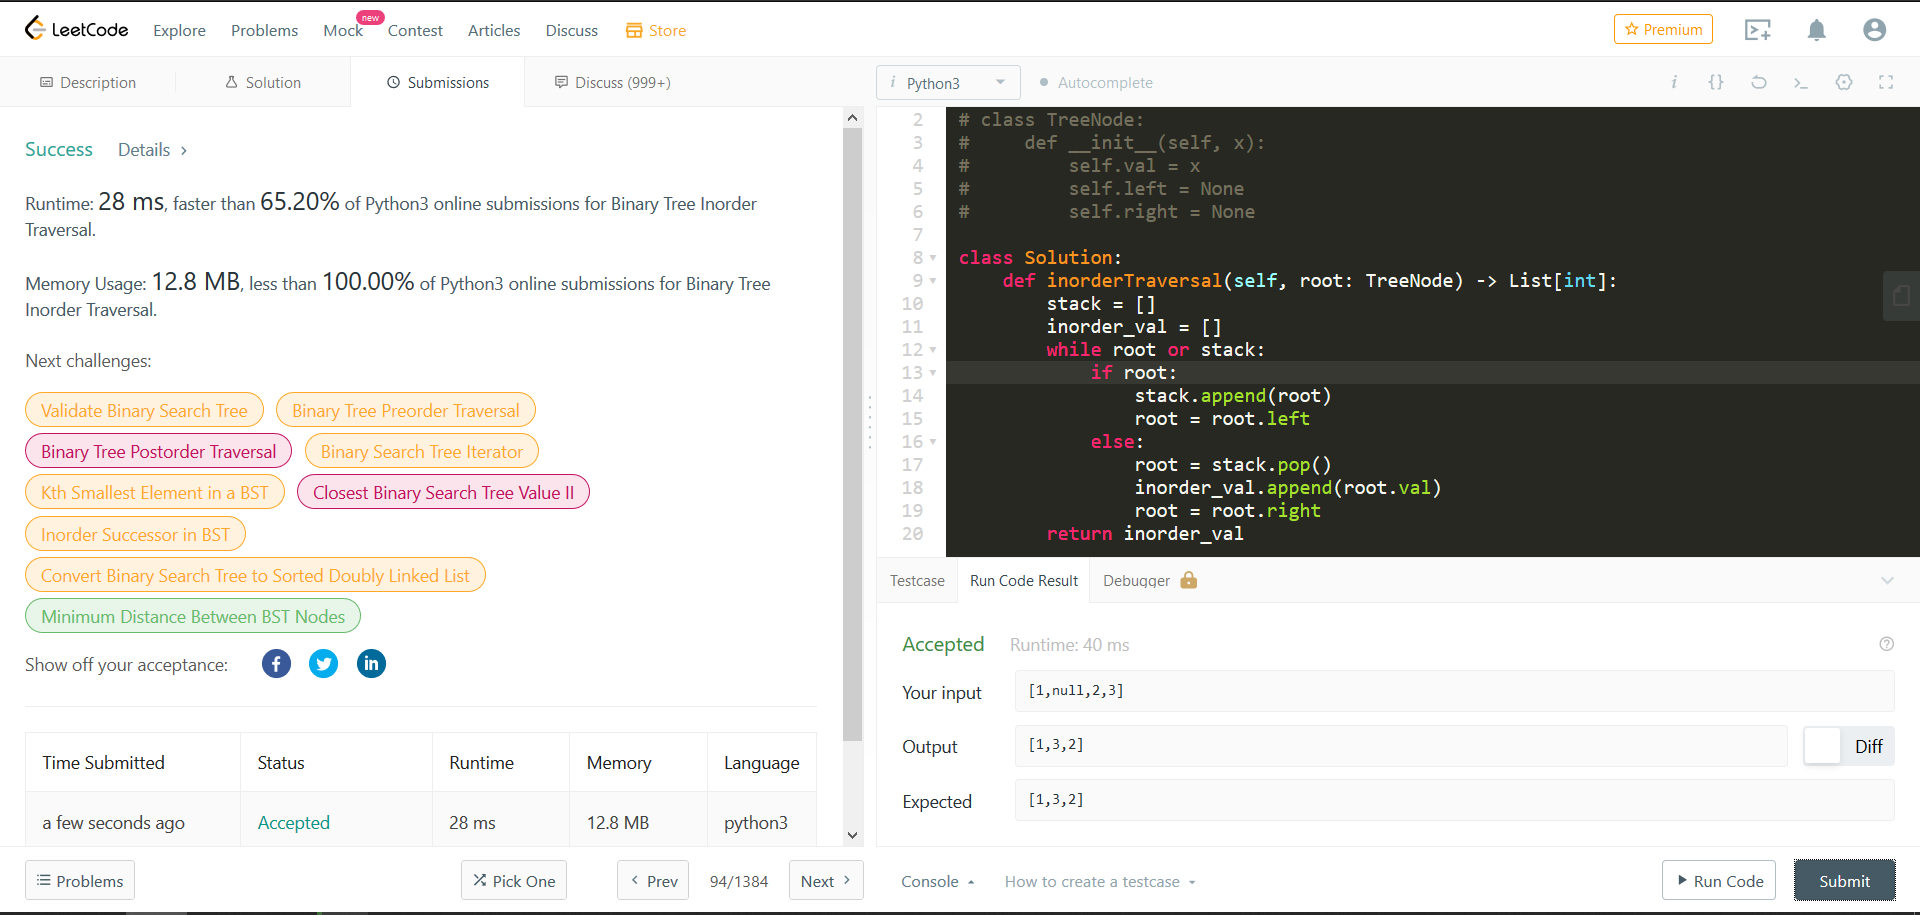 LeetCode Explore Problems Mock new Contest Articles Discuss Store Premium
Description Solution Submissions Discuss (999+)
Success Details >
Runtime: 28 ms, faster than 65.20% of Python3 online submissions for Binary Tree Inorder
Traversal.
Memory Usage: 12.8 MB, less than 100.00% of Python3 online submissions for Binary Tree
Inorder Traversal.
Next challenges:
Validate Binary Search Tree Binary Tree Preorder Traversal
Binary Tree Postorder Traversal Binary Search Tree Iterator
Kth Smallest Element in a BST Closest Binary Search Tree Value II
Inorder Successor in BST
Convert Binary Search Tree to Sorted Doubly Linked List
Minimum Distance Between BST Nodes
Show off your acceptance:
Time Submitted Status Runtime Memory Language
a few seconds ago Accepted 28 ms 12.8 MB python3
Problems Pick One < Prev 94/1384 Next >
i Python3 Autocomplete i {} >_
2 # class TreeNode:
3 #     def __init__(self, x):
4 #         self.val = x
5 #         self.left = None
6 #         self.right = None
7
8 class Solution:
9     def inorderTraversal(self, root: TreeNode) -> List[int]:
10         stack = []
11         inorder_val = []
12         while root or stack:
13             if root:
14                 stack.append(root)
15                 root = root.left
16             else:
17                 root = stack.pop()
18                 inorder_val.append(root.val)
19                 root = root.right
20         return inorder_val
Testcase Run Code Result Debugger
Accepted Runtime: 40 ms
Your input [1,null,2,3]
Output [1,3,2] Diff
Expected [1,3,2]
Console How to create a testcase Run Code Submit